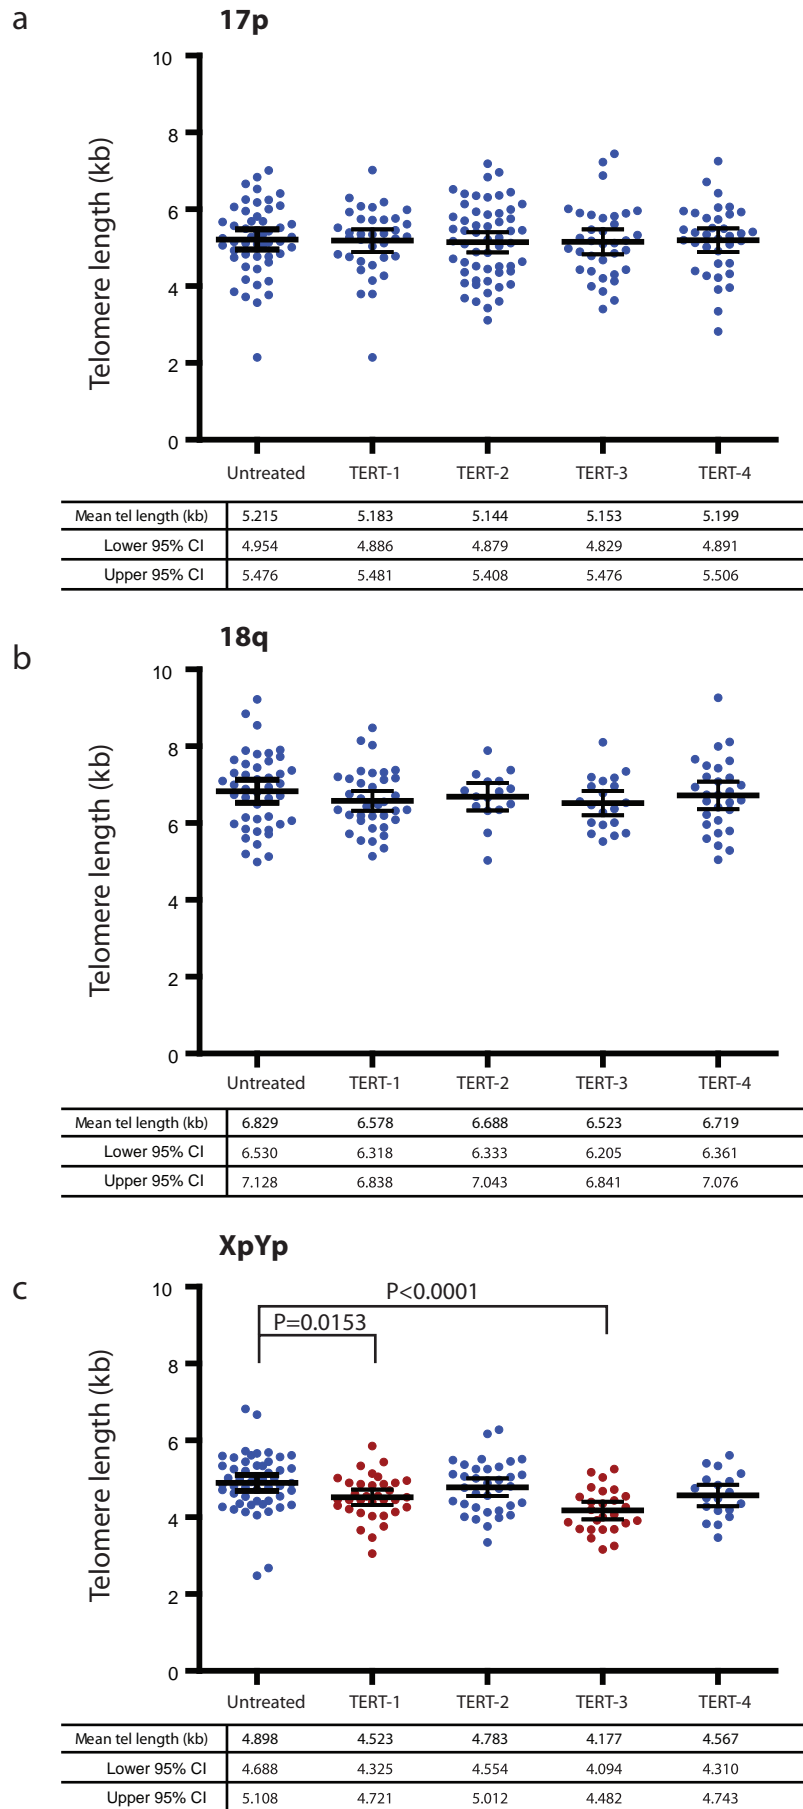 a
17p
Telomere length (kb)
10
8
6
4
2
0
Untreated TERT-1 TERT-2 TERT-3 TERT-4
Mean tel length (kb) 5.215 5.183 5.144 5.153 5.199
Lower 95% CI 4.954 4.886 4.879 4.829 4.891
Upper 95% CI 5.476 5.481 5.408 5.476 5.506
b
18q
Telomere length (kb)
10
8
6
4
2
0
Untreated TERT-1 TERT-2 TERT-3 TERT-4
Mean tel length (kb) 6.829 6.578 6.688 6.523 6.719
Lower 95% CI 6.530 6.318 6.333 6.205 6.361
Upper 95% CI 7.128 6.838 7.043 6.841 7.076
XpYp
c
Telomere length (kb)
10
8
6
4
2
0
P<0.0001
P=0.0153
Untreated TERT-1 TERT-2 TERT-3 TERT-4
Mean tel length (kb) 4.898 4.523 4.783 4.177 4.567
Lower 95% CI 4.688 4.325 4.554 4.094 4.310
Upper 95% CI 5.108 4.721 5.012 4.482 4.743